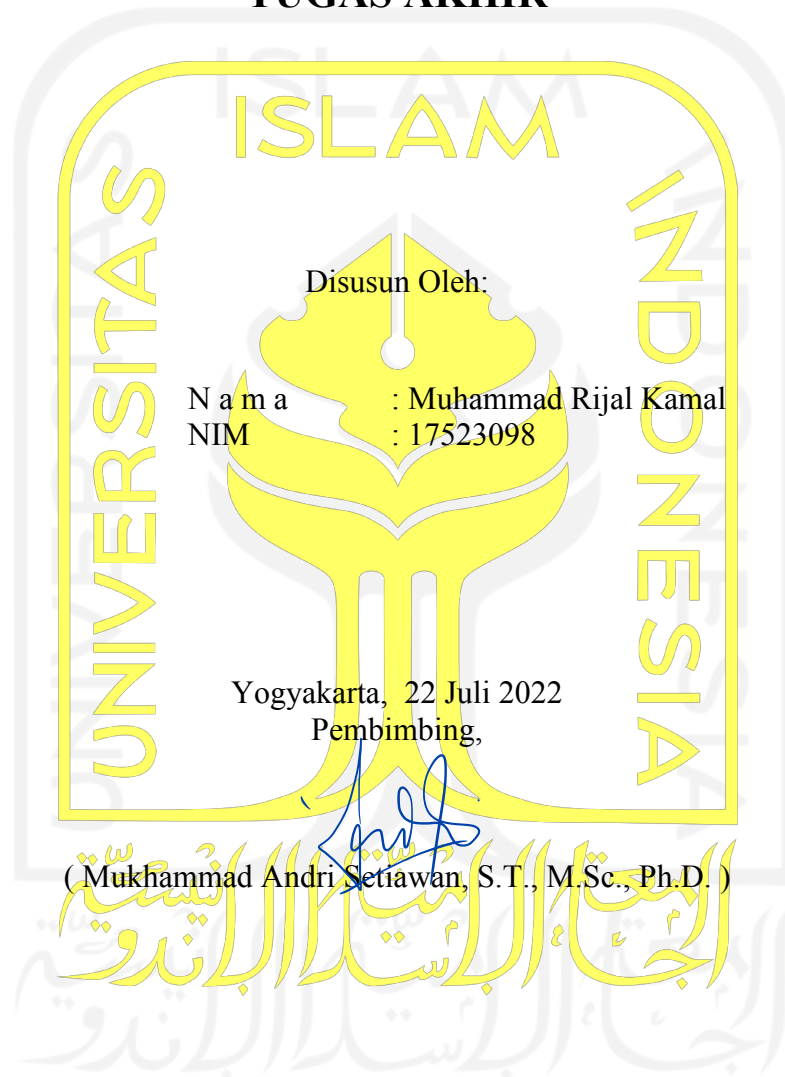 TUGAS AKHIR
ISLAM
UNIVERSITAS
INDONESIA
Disusun Oleh:
N a m a : Muhammad Rijal Kamal
NIM : 17523098
Yogyakarta, 22 Juli 2022
Pembimbing,
( Mukhammad Andri Setiawan, S.T., M.Sc., Ph.D. )